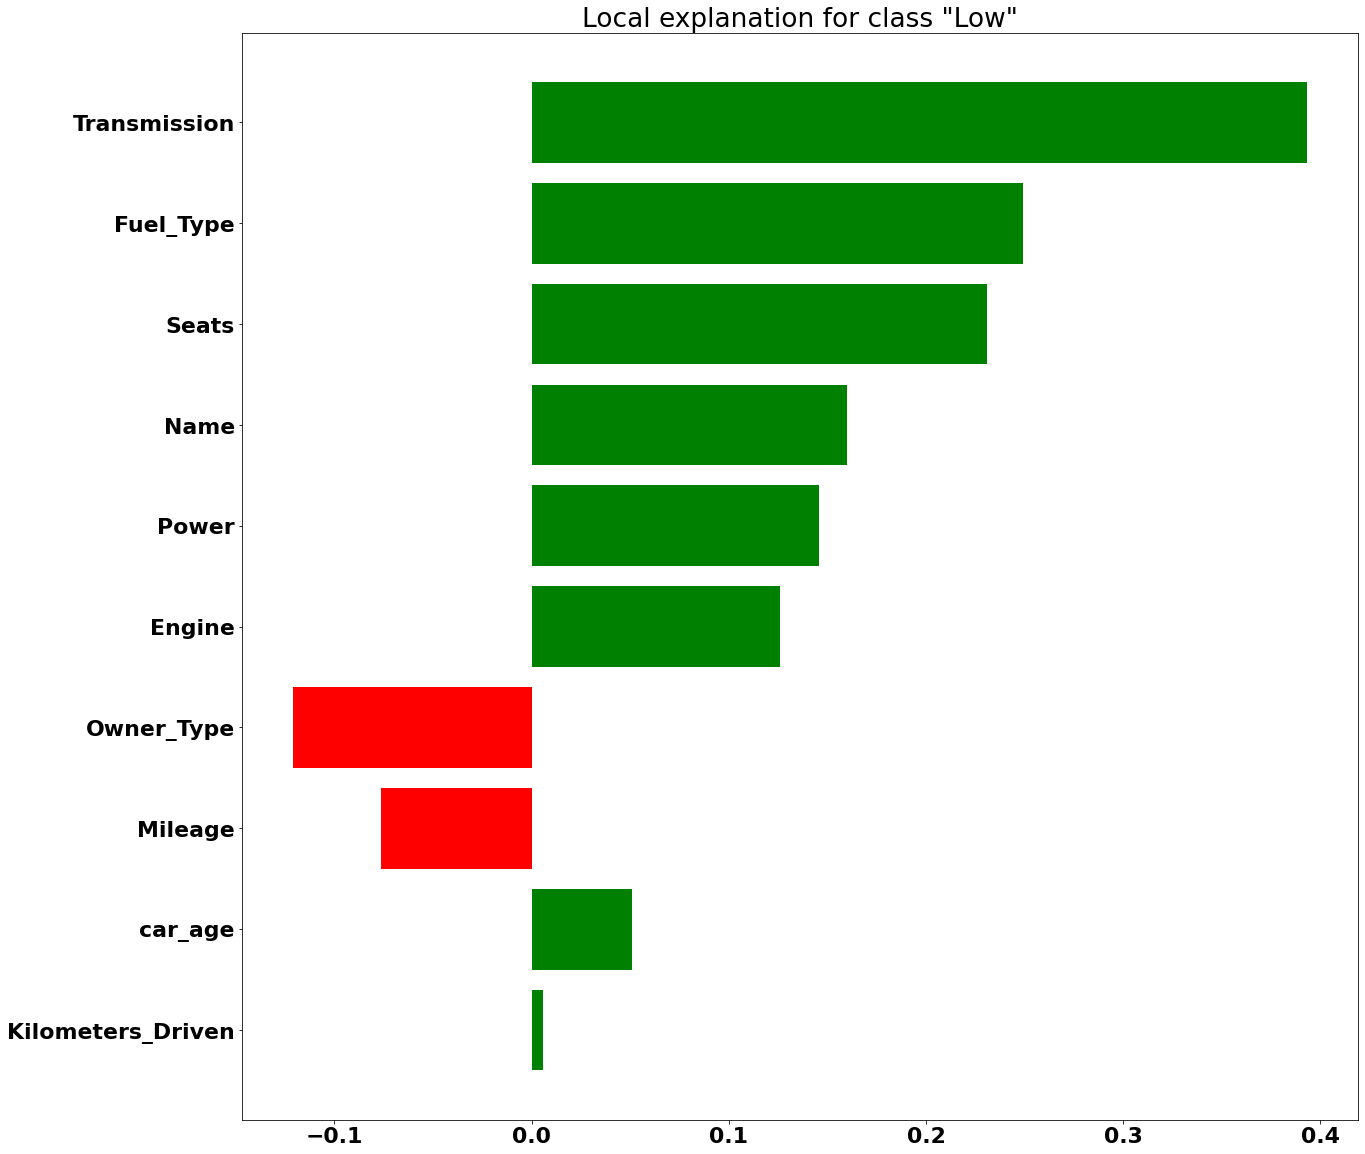 Local explanation for class "Low"
Transmission
Fuel_Type
Seats
Name
Power
Engine
Owner_Type
Mileage
car_age
Kilometers_Driven
−0.1 0.0 0.1 0.2 0.3 0.4